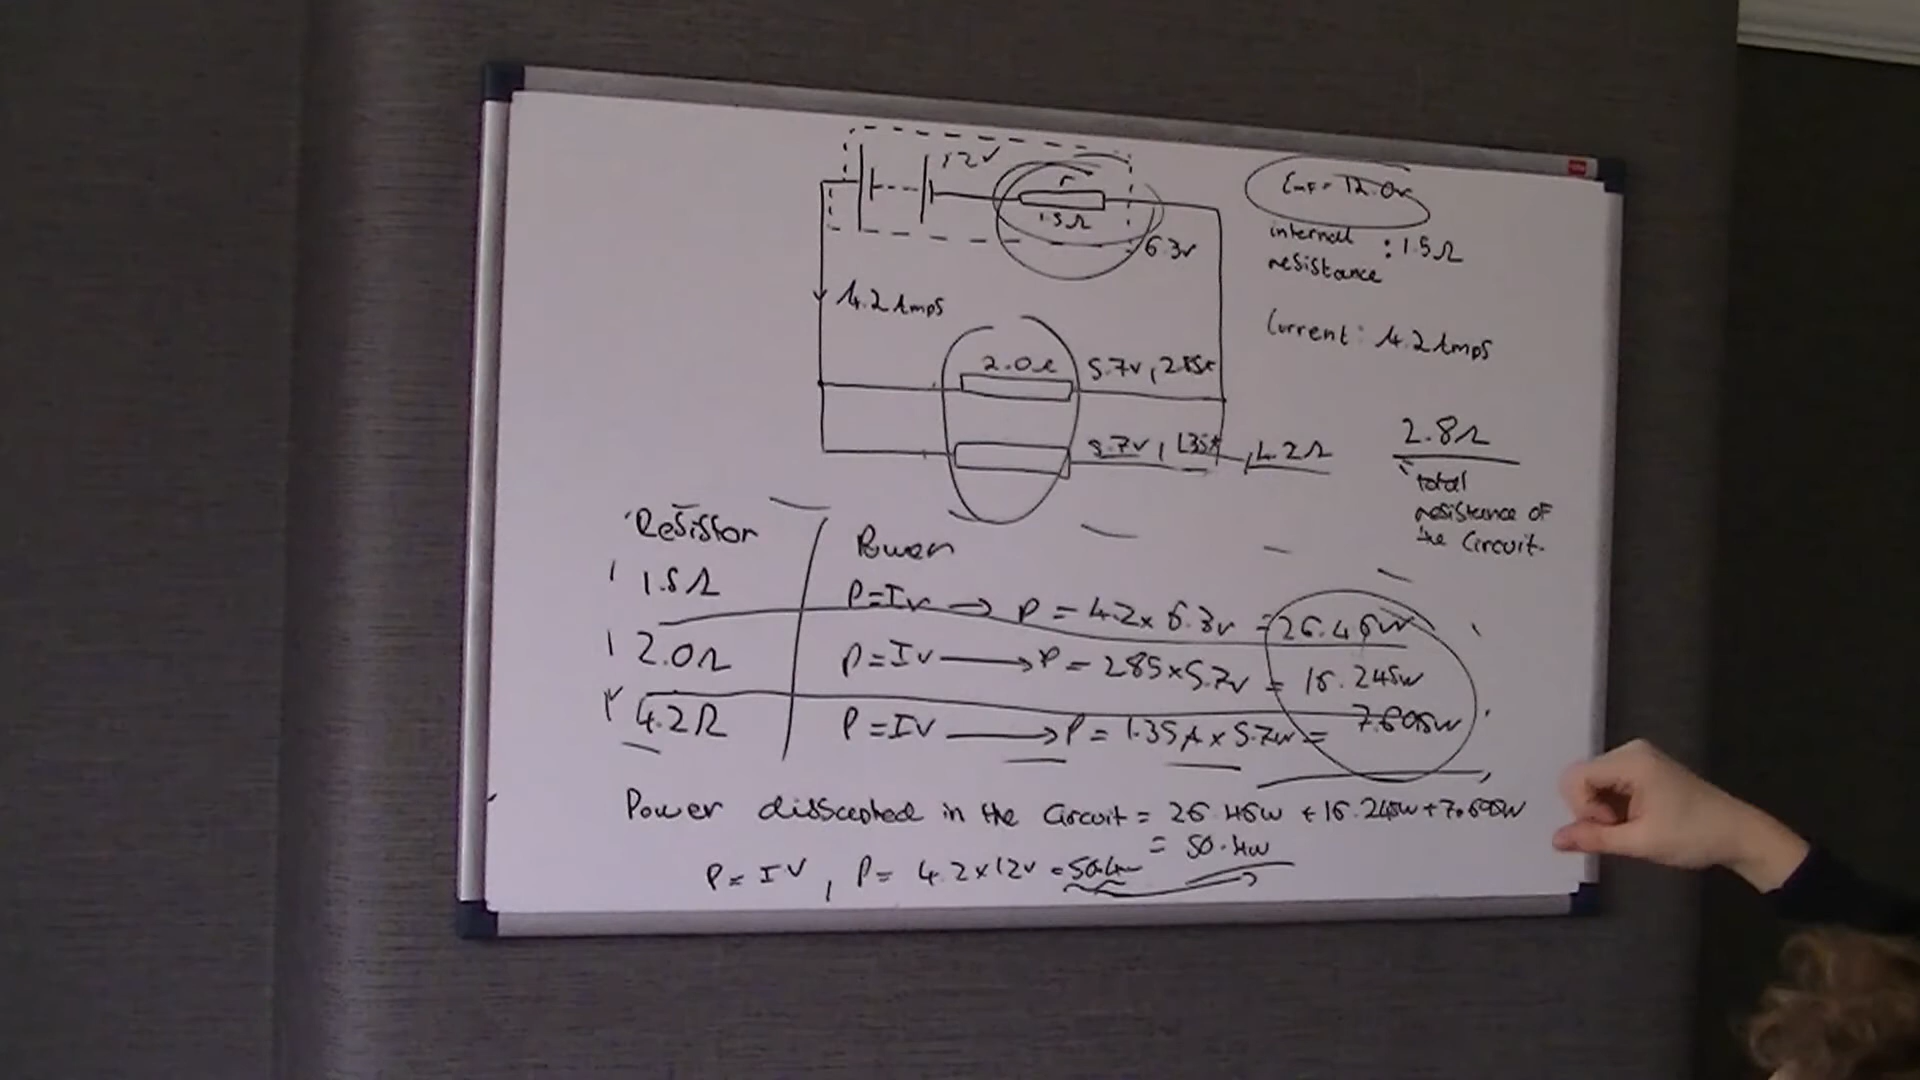 12v
r
1.5Ω
6.3v
4.2 Amps
2.0Ω
5.7v, 2.85A
5.7v, 1.35A, 4.2Ω
Emf = 12.0v
internal resistance : 1.5Ω
Current: 4.2 Amps
2.8Ω
total
resistance of
the Circuit.
Resistor Power
1.5Ω P=Iv → P = 4.2 x 6.3v = 26.46W
2.0Ω P=Iv → P = 2.85 x 5.7v = 16.245w
4.2Ω P=IV → P = 1.35A x 5.7v = 7.695w
Power in the Circuit = 26.46w + 16.245w + 7.695w
= 50.4w
P = IV, P = 4.2 x 12v = 50.4w